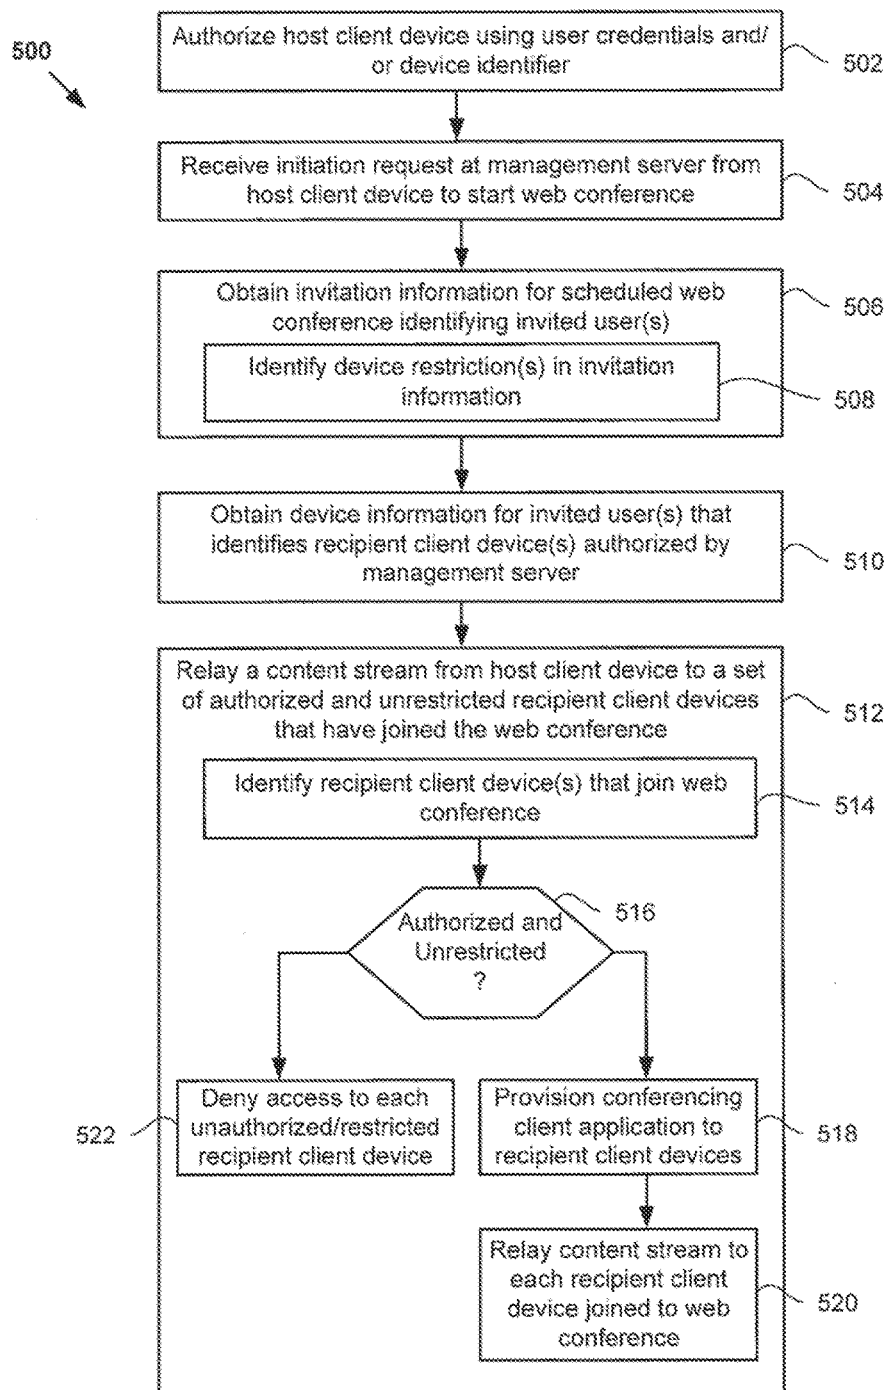 500
Authorize host client device using user credentials and/
or device identifier
502
Receive initiation request at management server from
host client device to start web conference
504
Obtain invitation information for scheduled web
conference identifying invited user(s)
506
Identify device restriction(s) in invitation
information
508
Obtain device information for invited user(s) that
identifies recipient client device(s) authorized by
management server
510
Relay a content stream from host client device to a set
of authorized and unrestricted recipient client devices
that have joined the web conference
512
Identify recipient client device(s) that join web
conference
514
Authorized and
Unrestricted
?
516
Deny access to each
unauthorized/restricted
recipient client device
522
Provision conferencing
client application to
recipient client devices
518
Relay content stream to
each recipient client
device joined to web
conference
520